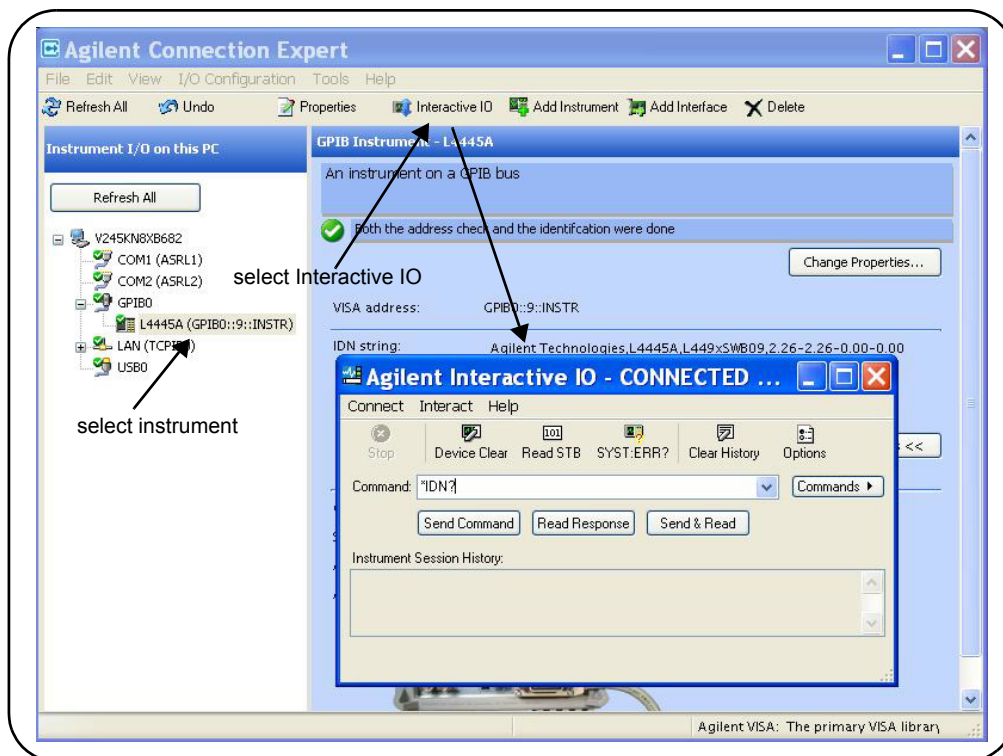 Agilent Connection Expert
File Edit View I/O Configuration Tools Help
Refresh All Undo Properties Interactive IO Add Instrument Add Interface Delete
Instrument I/O on this PC
GPIB Instrument - L4445A
An instrument on a GPIB bus
Refresh All
Both the address check and the identifcation were done
V245KN8XB682
COM1 (ASRL1)
Change Properties...
COM2 (ASRL2)
select Interactive IO
GPIB0
VISA address: GPIB0::9::INSTR
L4445A (GPIB0::9::INSTR)
LAN
IDN string: Agilent Technologies,L4445A,L449xSWB09,2.26-2.26-0.00-0.00
USB0
select instrument
Agilent Interactive IO - CONNECTED ...
Connect Interact Help
Stop Device Clear Read STB SYST:ERR? Clear History Options
<<
Command: *IDN? Commands
Send Command Read Response Send & Read
Instrument Session History:
Agilent VISA: The primary VISA library